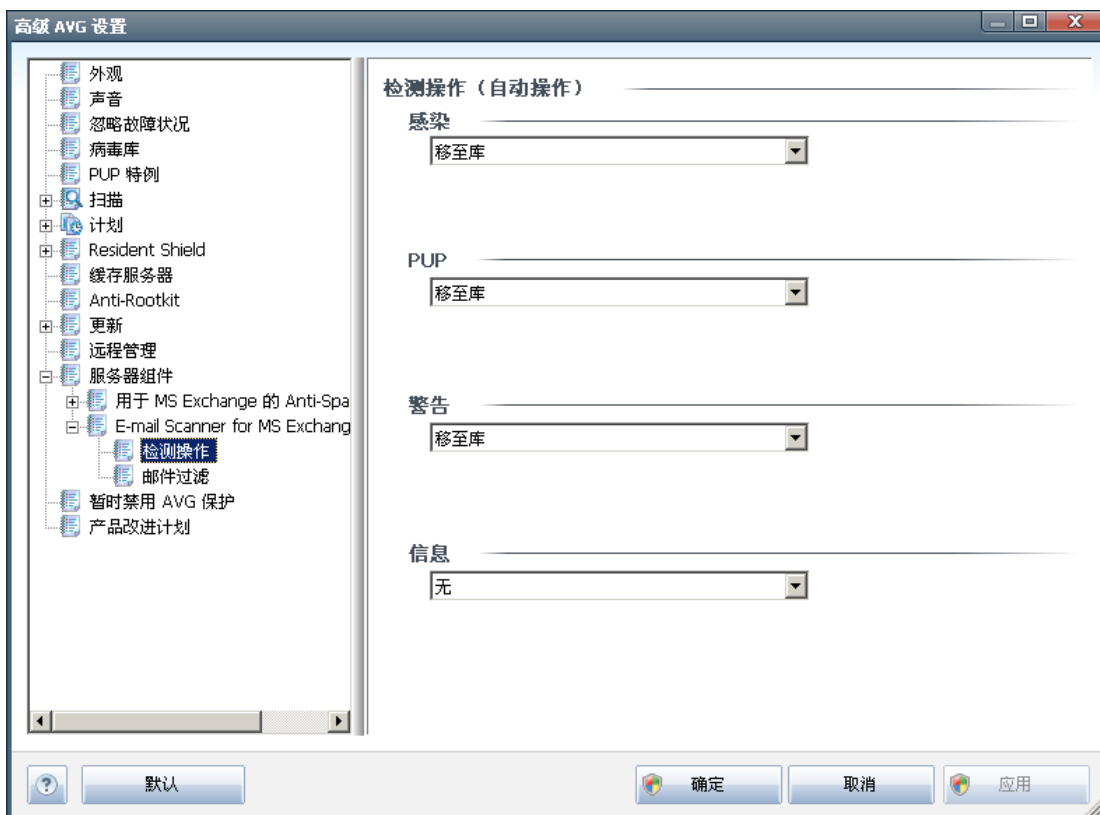 高级 AVG 设置
外观
声音
忽略故障状况
病毒库
PUP 特例
扫描
计划
Resident Shield
缓存服务器
Anti-Rootkit
更新
远程管理
服务器组件
用于 MS Exchange 的 Anti-Spa
E-mail Scanner for MS Exchang
检测操作
邮件过滤
暂时禁用 AVG 保护
产品改进计划
检测操作（自动操作）
感染
移至库
PUP
移至库
警告
移至库
信息
无
?
默认
确定
取消
应用